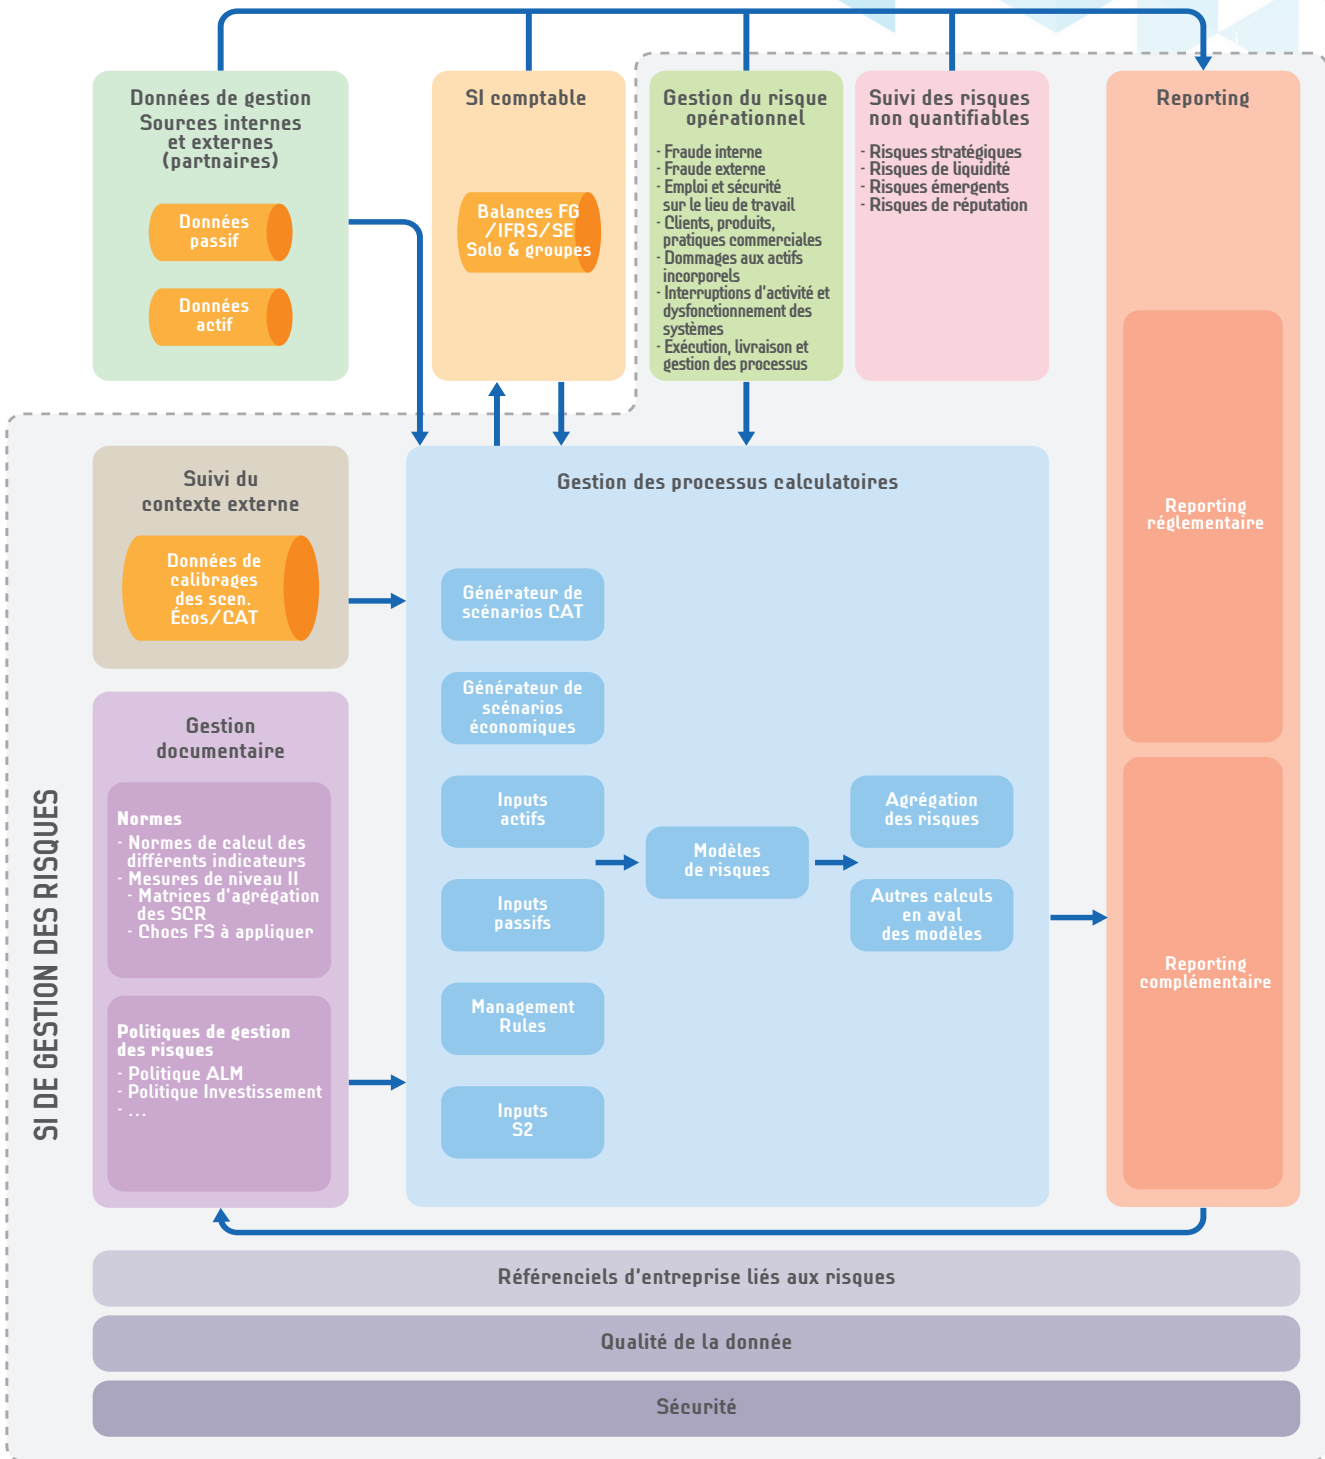 Données de gestion
Sources internes
et externes
(partnaires)
Données
passif
Données
actif
SI comptable
Balances FG
/IFRS/SE
Solo & groupes
Gestion du risque
opérationnel
- Fraude interne
- Fraude externe
- Emploi et sécurité
sur le lieu de travail
- Clients, produits,
pratiques commerciales
- Dommages aux actifs
incorporels
- Interruptions d'activité et
dysfonctionnement des
systèmes
- Exécution, livraison et
gestion des processus
Suivi des risques
non quantifiables
- Risques stratégiques
- Risques de liquidité
- Risques émergents
- Risques de réputation
Reporting
Reporting
réglementaire
Reporting
complémentaire
SI DE GESTION DES RISQUES
Suivi du
contexte externe
Données de
calibrages
des scen.
Écos/CAT
Gestion
documentaire
Normes
- Normes de calcul des
différents indicateurs
- Mesures de niveau II
- Matrices d'agrégation
des SCR
- Chocs FS à appliquer
Politiques de gestion
des risques
- Politique ALM
- Politique Investissement
- ...
Gestion des processus calculatoires
Générateur de
scénarios CAT
Générateur de
scénarios
économiques
Inputs
actifs
Inputs
passifs
Management
Rules
Inputs
S2
Modèles
de risques
Agrégation
des risques
Autres calculs
en aval
des modèles
Référenciels d'entreprise liés aux risques
Qualité de la donnée
Sécurité